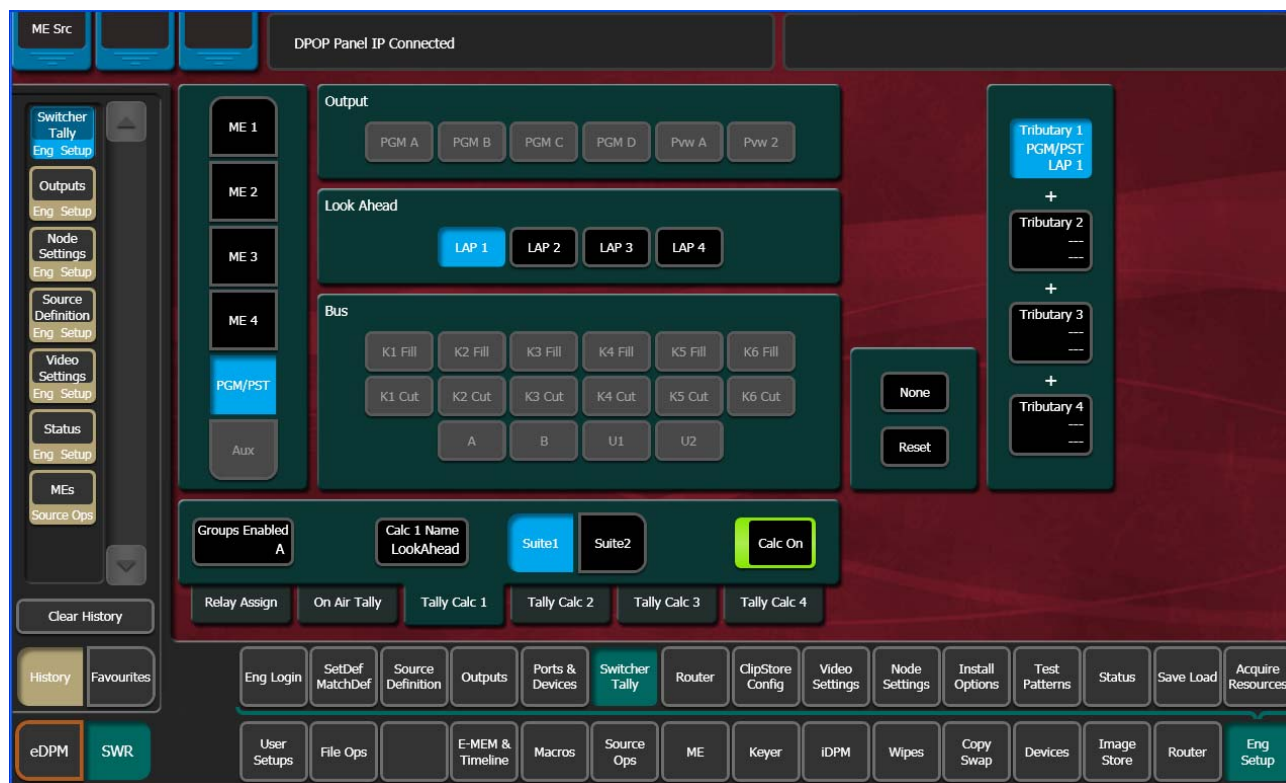 ME Src
DPOP Panel IP Connected
Switcher
Tally
Eng Setup
Outputs
Eng Setup
Node
Settings
Eng Setup
Source
Definition
Eng Setup
Video
Settings
Eng Setup
Status
Eng Setup
MEs
Source Ops
Clear History
History
Favourites
eDPM
SWR
ME 1
ME 2
ME 3
ME 4
PGM/PST
Aux
Output
PGM A
PGM B
PGM C
PGM D
Pvw A
Pvw 2
Look Ahead
LAP 1
LAP 2
LAP 3
LAP 4
Bus
K1 Fill
K2 Fill
K3 Fill
K4 Fill
K5 Fill
K6 Fill
K1 Cut
K2 Cut
K3 Cut
K4 Cut
K5 Cut
K6 Cut
A
B
U1
U2
None
Reset
Tributary 1
PGM/PST
LAP 1
+
Tributary 2
---
---
+
Tributary 3
---
---
+
Tributary 4
---
---
Groups Enabled
A
Calc 1 Name
LookAhead
Suite1
Suite2
Calc On
Relay Assign
On Air Tally
Tally Calc 1
Tally Calc 2
Tally Calc 3
Tally Calc 4
Eng Login
SetDef
MatchDef
Source
Definition
Outputs
Ports &
Devices
Switcher
Tally
Router
ClipStore
Config
Video
Settings
Node
Settings
Install
Options
Test
Patterns
Status
Save Load
Acquire
Resources
User
Setups
File Ops
E-MEM &
Timeline
Macros
Source
Ops
ME
Keyer
iDPM
Wipes
Copy
Swap
Devices
Image
Store
Router
Eng
Setup